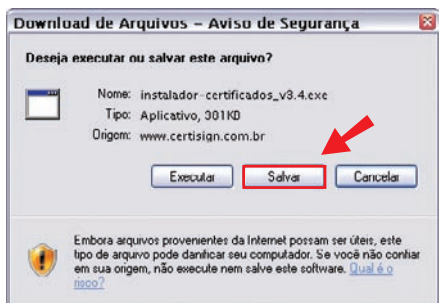 Download de Arquivos – Aviso de Segurança
Deseja executar ou salvar este arquivo?
Nome: instalador-certificados_v3.4.exe
Tipo: Aplicativo, 301KB
Origem: www.certisign.com.br
Executar Salvar Cancelar
Embora arquivos provenientes da Internet possam ser úteis, este
tipo de arquivo pode danificar seu computador. Se você não confiar
em sua origem, não execute nem salve este software. Qual é o
risco?